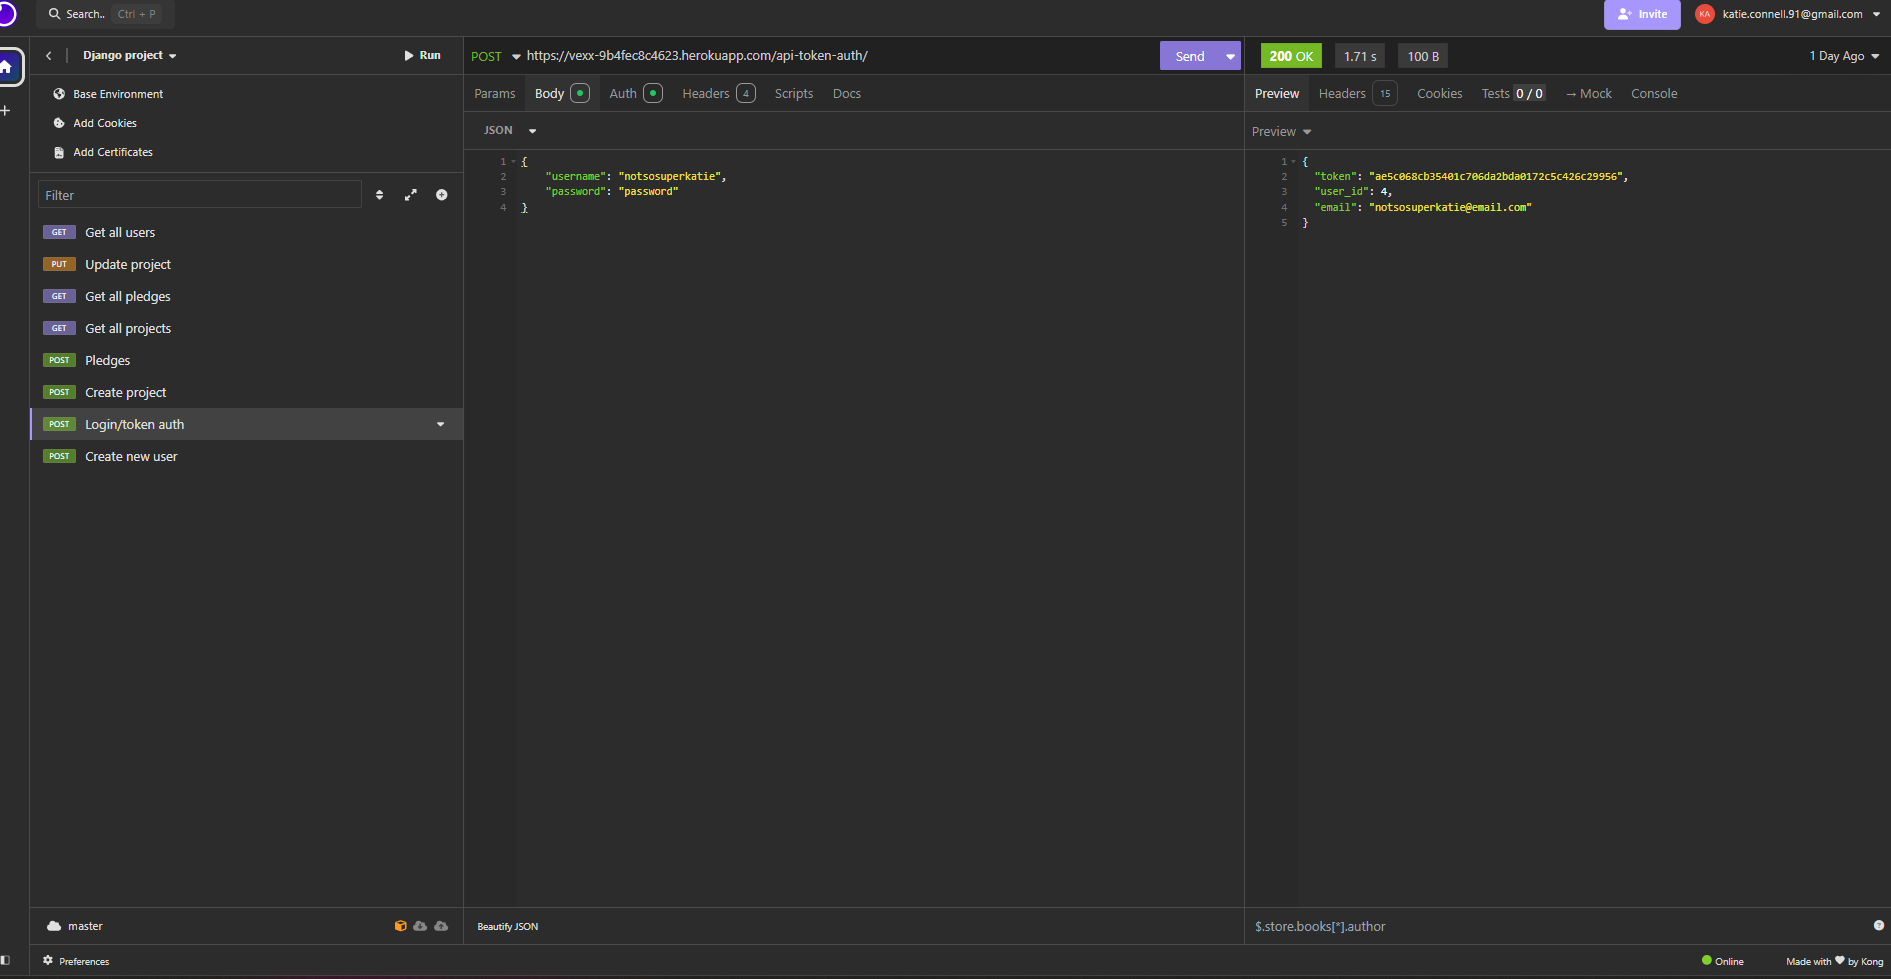 Search.. Ctrl + P
Invite
KA katie.connell.91@gmail.com
Django project
Run
Base Environment
Add Cookies
Add Certificates
Filter
GET Get all users
PUT Update project
GET Get all pledges
GET Get all projects
POST Pledges
POST Create project
POST Login/token auth
POST Create new user
master
Preferences
POST https://vexx-9b4fec8c4623.herokuapp.com/api-token-auth/
Send
Params Body Auth Headers 4 Scripts Docs
JSON
1 {
2 "username": "notsosuperkatie",
3 "password": "password"
4 }
Beautify JSON
200 OK 1.71 s 100 B 1 Day Ago
Preview Headers 15 Cookies Tests 0 / 0 → Mock Console
Preview
1 {
2 "token": "ae5c068cb35401c706da2bda0172c5c426c29956",
3 "user_id": 4,
4 "email": "notsosuperkatie@email.com"
5 }
$.store.books[*].author
Online Made with ❤ by Kong